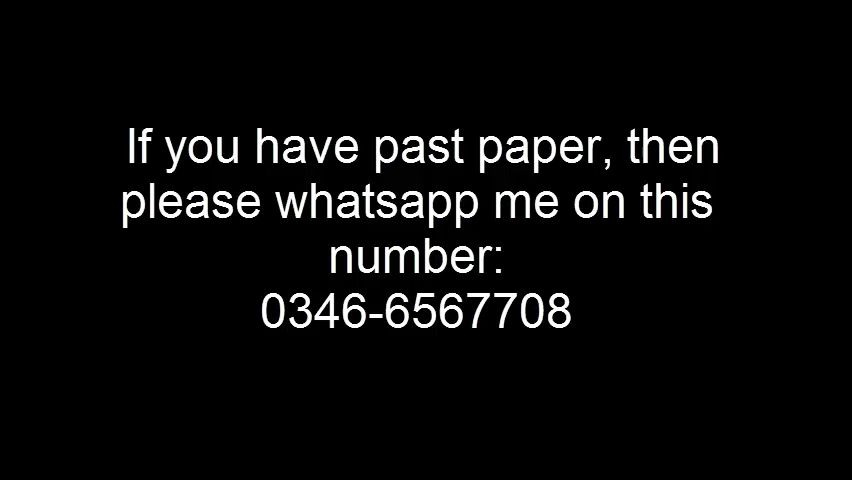 If you have past paper, then
please whatsapp me on this
number:
0346-6567708